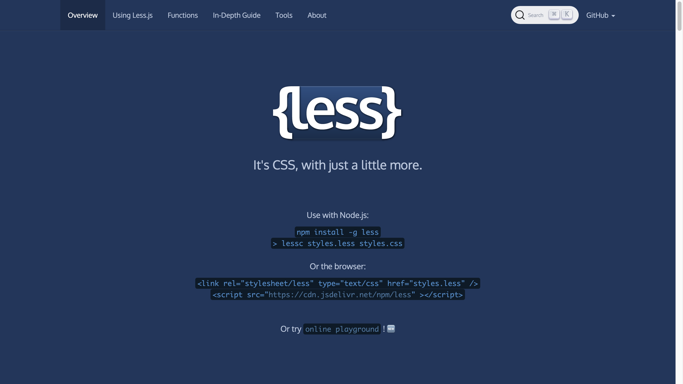 Overview Using Less.js Functions In-Depth Guide Tools About Search ⌘ K GitHub
{less}
It's CSS, with just a little more.
Use with Node.js:
npm install -g less
> lessc styles.less styles.css
Or the browser:
<link rel="stylesheet/less" type="text/css" href="styles.less" />
<script src="https://cdn.jsdelivr.net/npm/less" ></script>
Or try online playground !